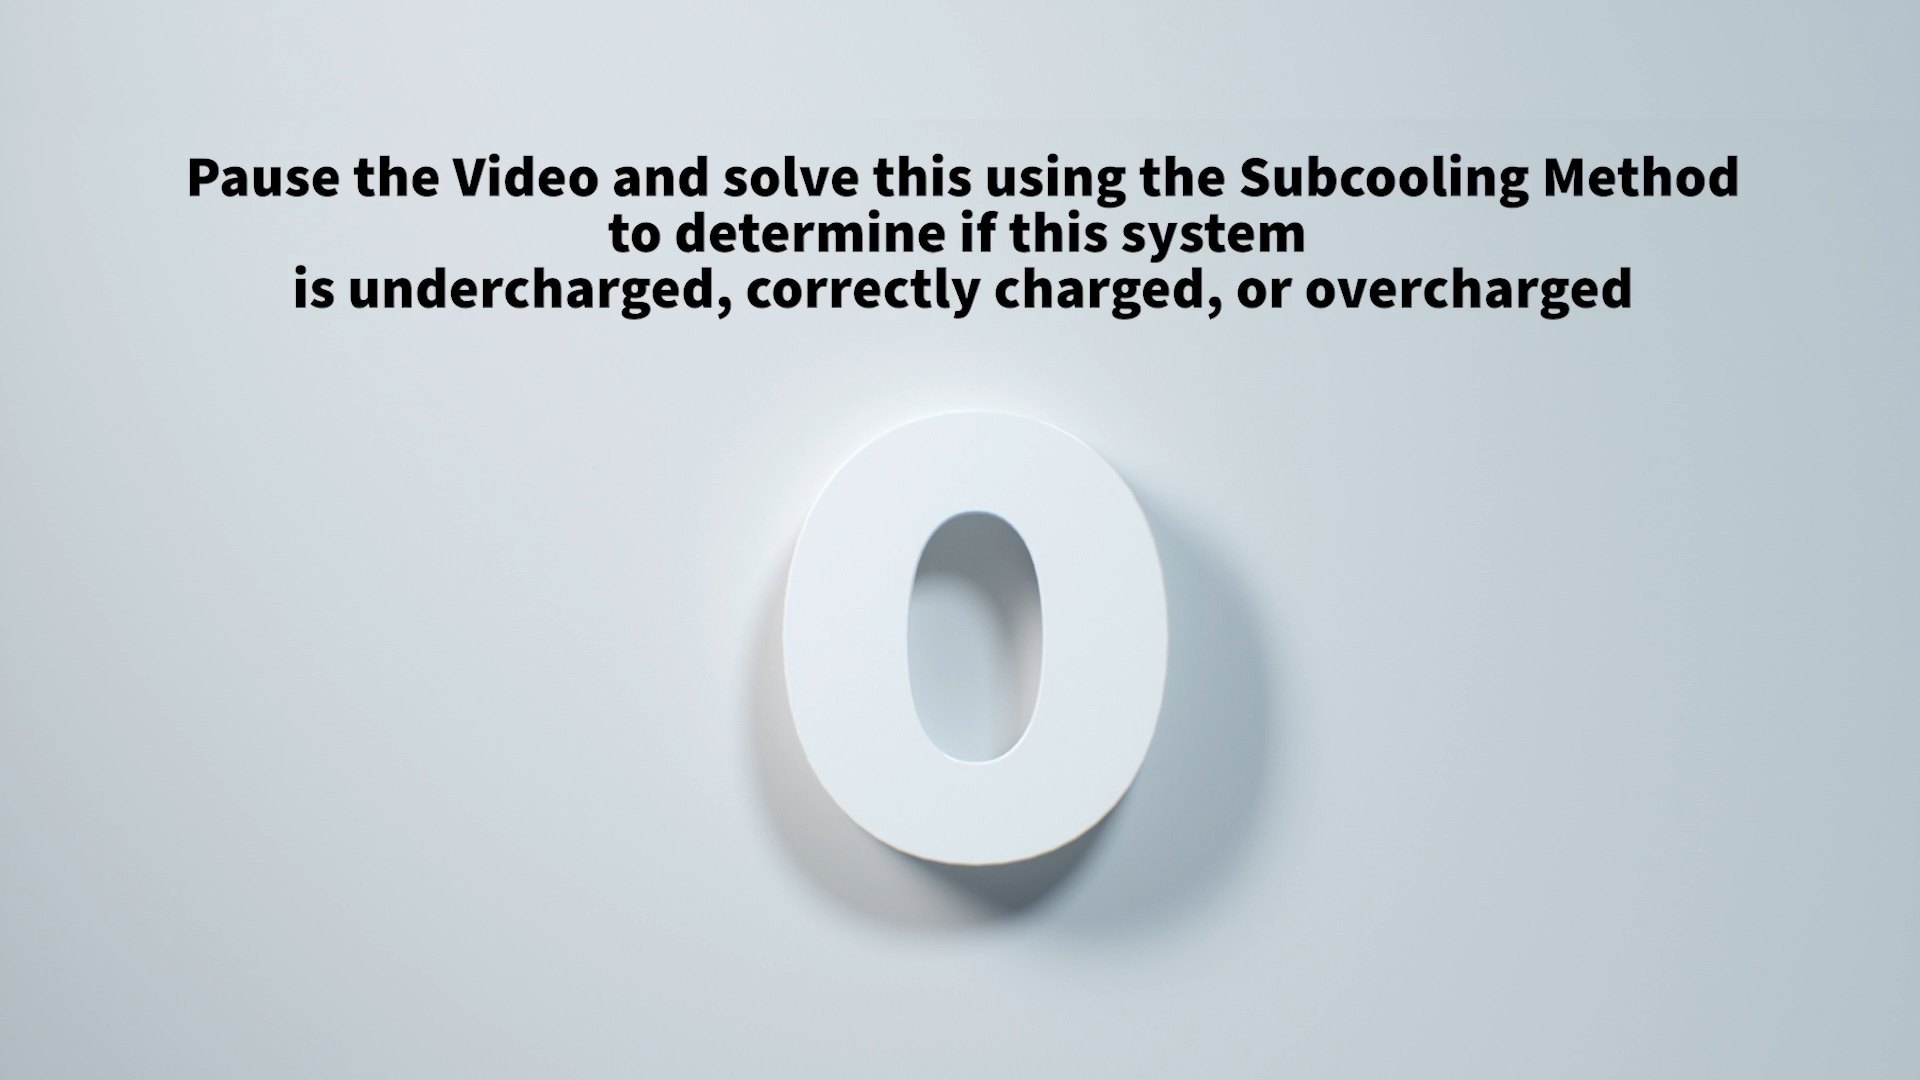 Pause the Video and solve this using the Subcooling Method
to determine if this system
is undercharged, correctly charged, or overcharged
0